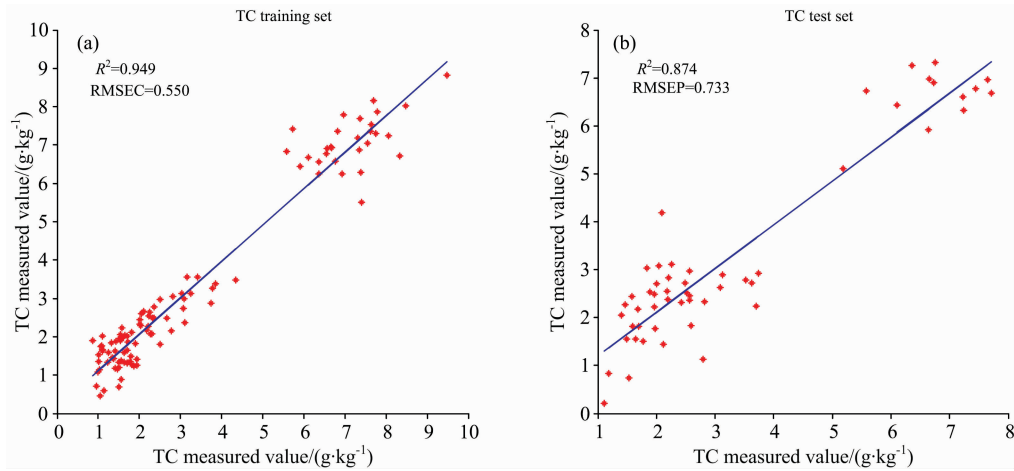 TC training set
(a)
R²=0.949
RMSEC=0.550
TC measured value/(g·kg⁻¹)
10
9
8
7
6
5
4
3
2
1
0
0 1 2 3 4 5 6 7 8 9 10
TC measured value/(g·kg⁻¹)
TC test set
(b)
R²=0.874
RMSEP=0.733
TC measured value/(g·kg⁻¹)
8
7
6
5
4
3
2
1
0
1 2 3 4 5 6 7 8
TC measured value/(g·kg⁻¹)